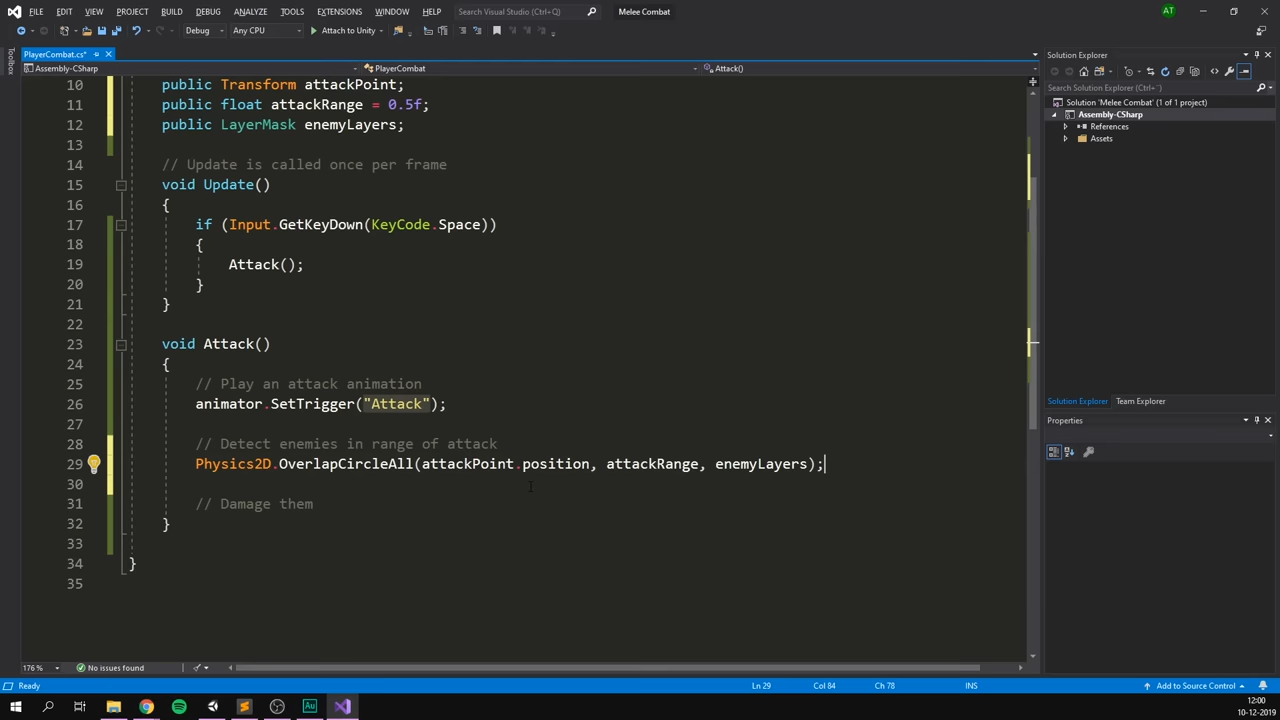 FILE EDIT VIEW PROJECT BUILD DEBUG ANALYZE TOOLS EXTENSIONS WINDOW HELP Search Visual Studio (Ctrl+Q) Melee Combat AT
Debug Any CPU Attach to Unity
Toolbox
PlayerCombat.cs*
Assembly-CSharp PlayerCombat Attack()
10 public Transform attackPoint;
11 public float attackRange = 0.5f;
12 public LayerMask enemyLayers;
13
14 // Update is called once per frame
15 void Update()
16 {
17 if (Input.GetKeyDown(KeyCode.Space))
18 {
19 Attack();
20 }
21 }
22
23 void Attack()
24 {
25 // Play an attack animation
26 animator.SetTrigger("Attack");
27
28 // Detect enemies in range of attack
29 Physics2D.OverlapCircleAll(attackPoint.position, attackRange, enemyLayers);
30
31 // Damage them
32 }
33
34 }
35
176 % No issues found
Solution Explorer
Search Solution Explorer (Ctrl+¨)
Solution 'Melee Combat' (1 of 1 project)
Assembly-CSharp
References
Assets
Solution Explorer Team Explorer
Properties
Ready Ln 29 Col 84 Ch 78 INS Add to Source Control
12:00
10-12-2019